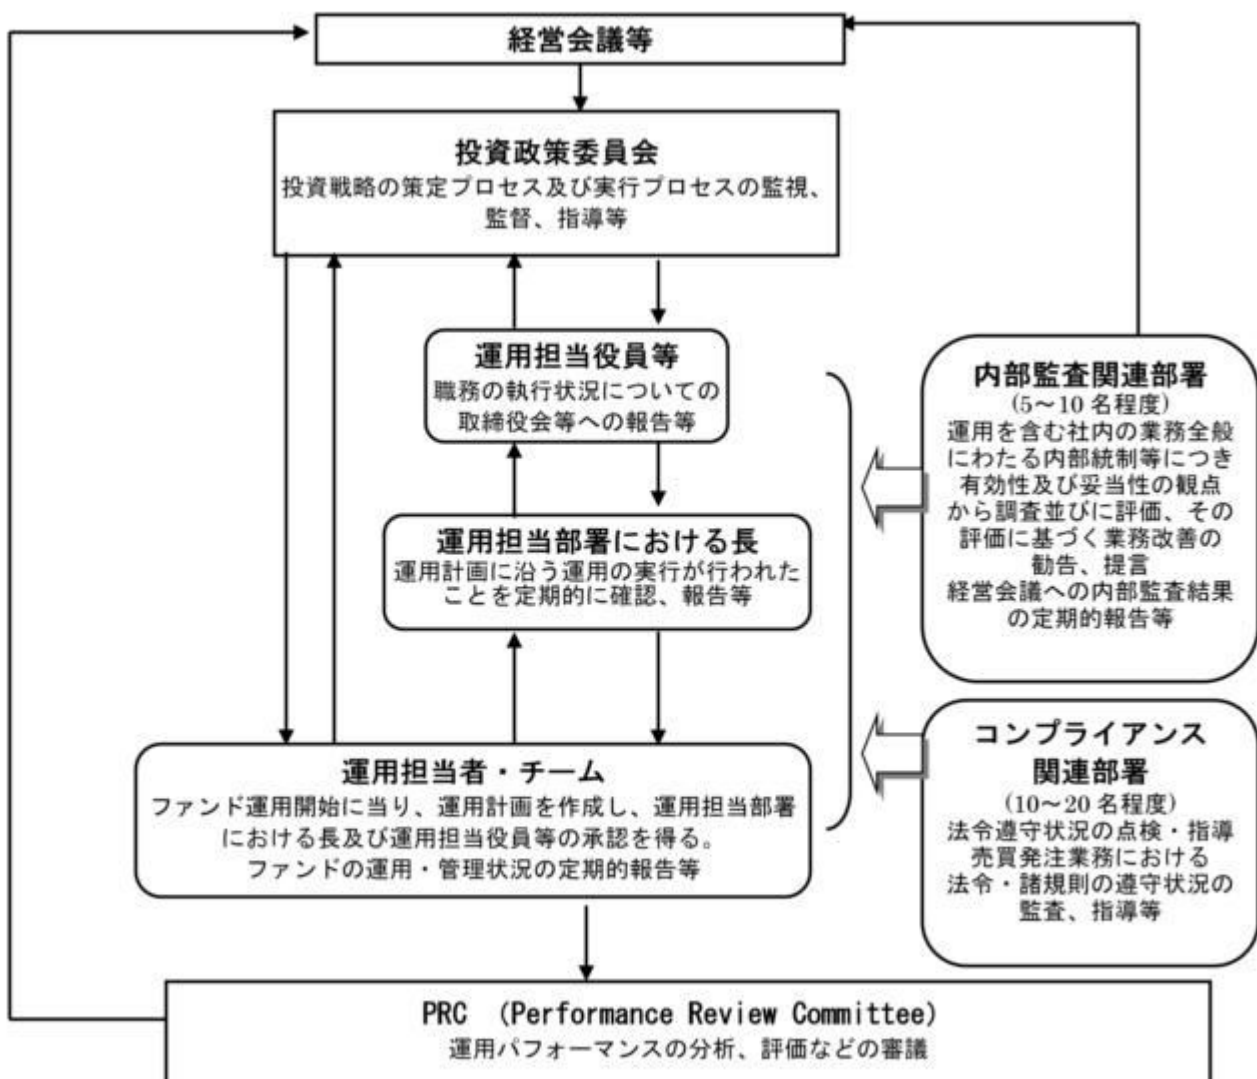 経営会議等
投資政策委員会
投資戦略の策定プロセス及び実行プロセスの監視、
監督、指導等
運用担当役員等
職務の執行状況についての
取締役会等への報告等
運用担当部署における長
運用計画に沿う運用の実行が行われた
ことを定期的に確認、報告等
運用担当者・チーム
ファンド運用開始に当り、運用計画を作成し、運用担当部署
における長及び運用担当役員等の承認を得る。
ファンドの運用・管理状況の定期的報告等
内部監査関連部署
(5～10 名程度)
運用を含む社内の業務全般
にわたる内部統制等につき
有効性及び妥当性の観点
から調査並びに評価、その
評価に基づく業務改善の
勧告、提言
経営会議への内部監査結果
の定期的報告等
コンプライアンス
関連部署
(10～20 名程度)
法令遵守状況の点検・指導
売買発注業務における
法令・諸規則の遵守状況の
監査、指導等
PRC (Performance Review Committee)
運用パフォーマンスの分析、評価などの審議